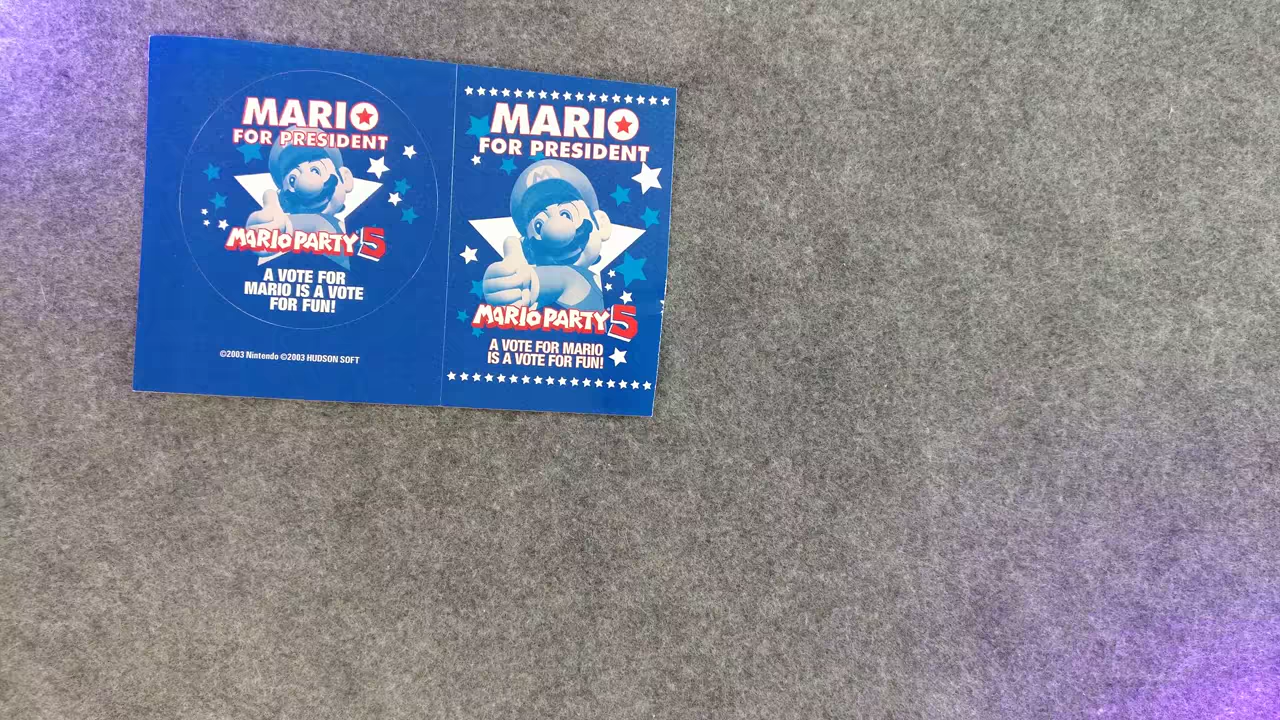 MARIO
FOR PRESIDENT
MARIO PARTY 5
A VOTE FOR
MARIO IS A VOTE
FOR FUN!
©2003 Nintendo ©2003 HUDSON SOFT
MARIO
FOR PRESIDENT
M
MARIO PARTY 5
A VOTE FOR MARIO
IS A VOTE FOR FUN!